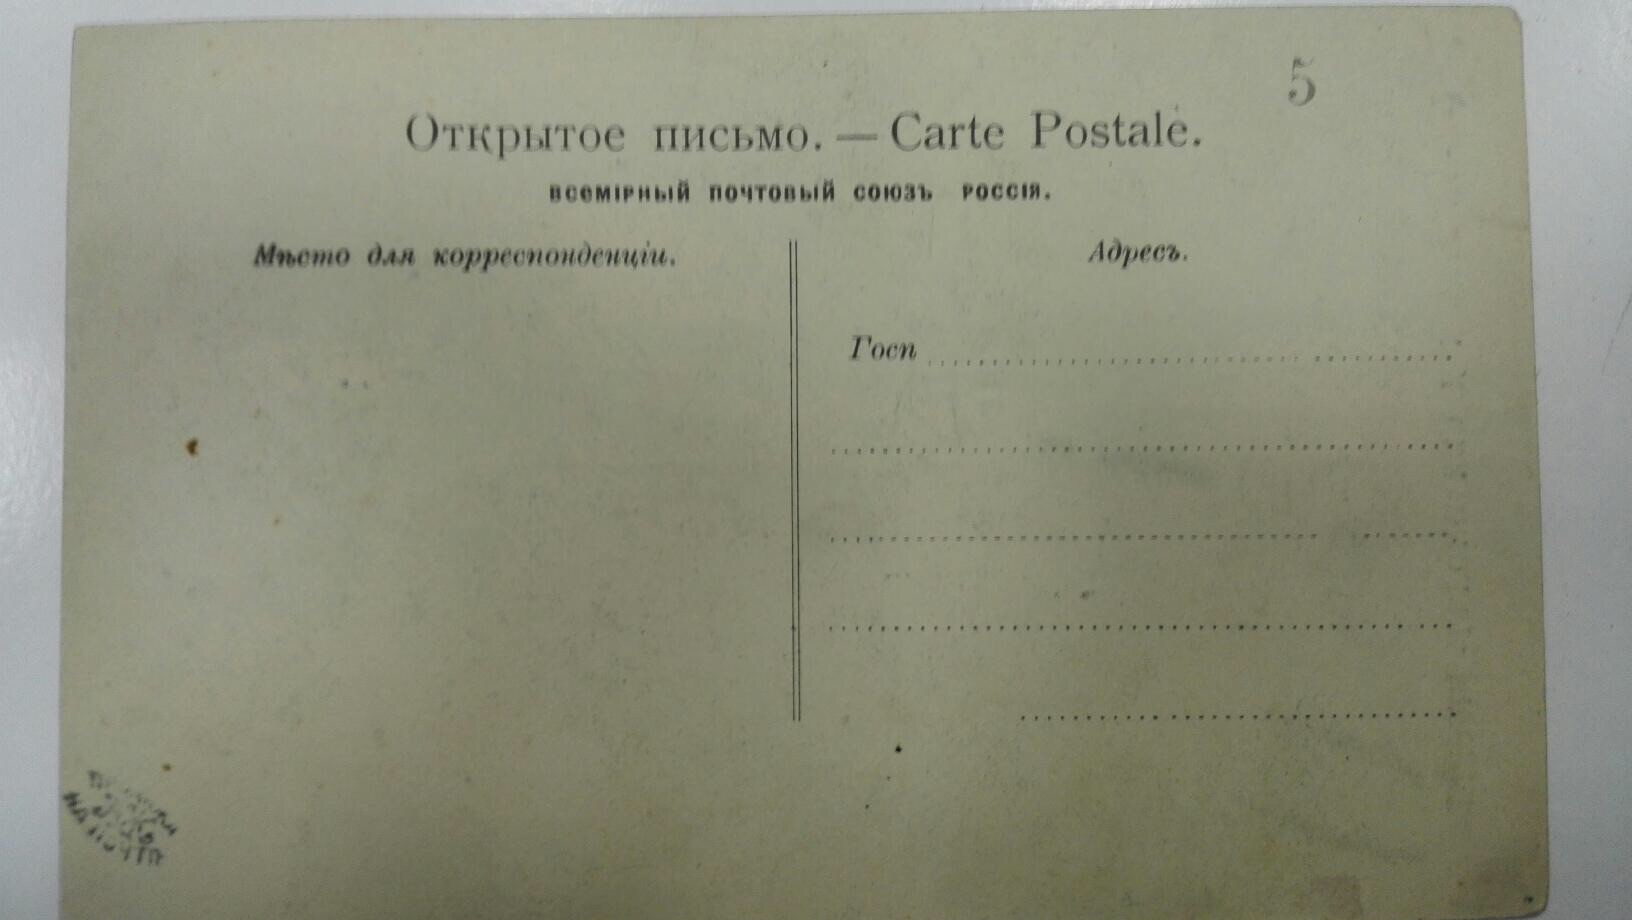 5
Открытое письмо. — Carte Postale.
ВСЕМІРНЫЙ ПОЧТОВЫЙ СОЮЗЪ РОССІЯ.
Мѣсто для корреспонденціи.
Адресъ.
Госп